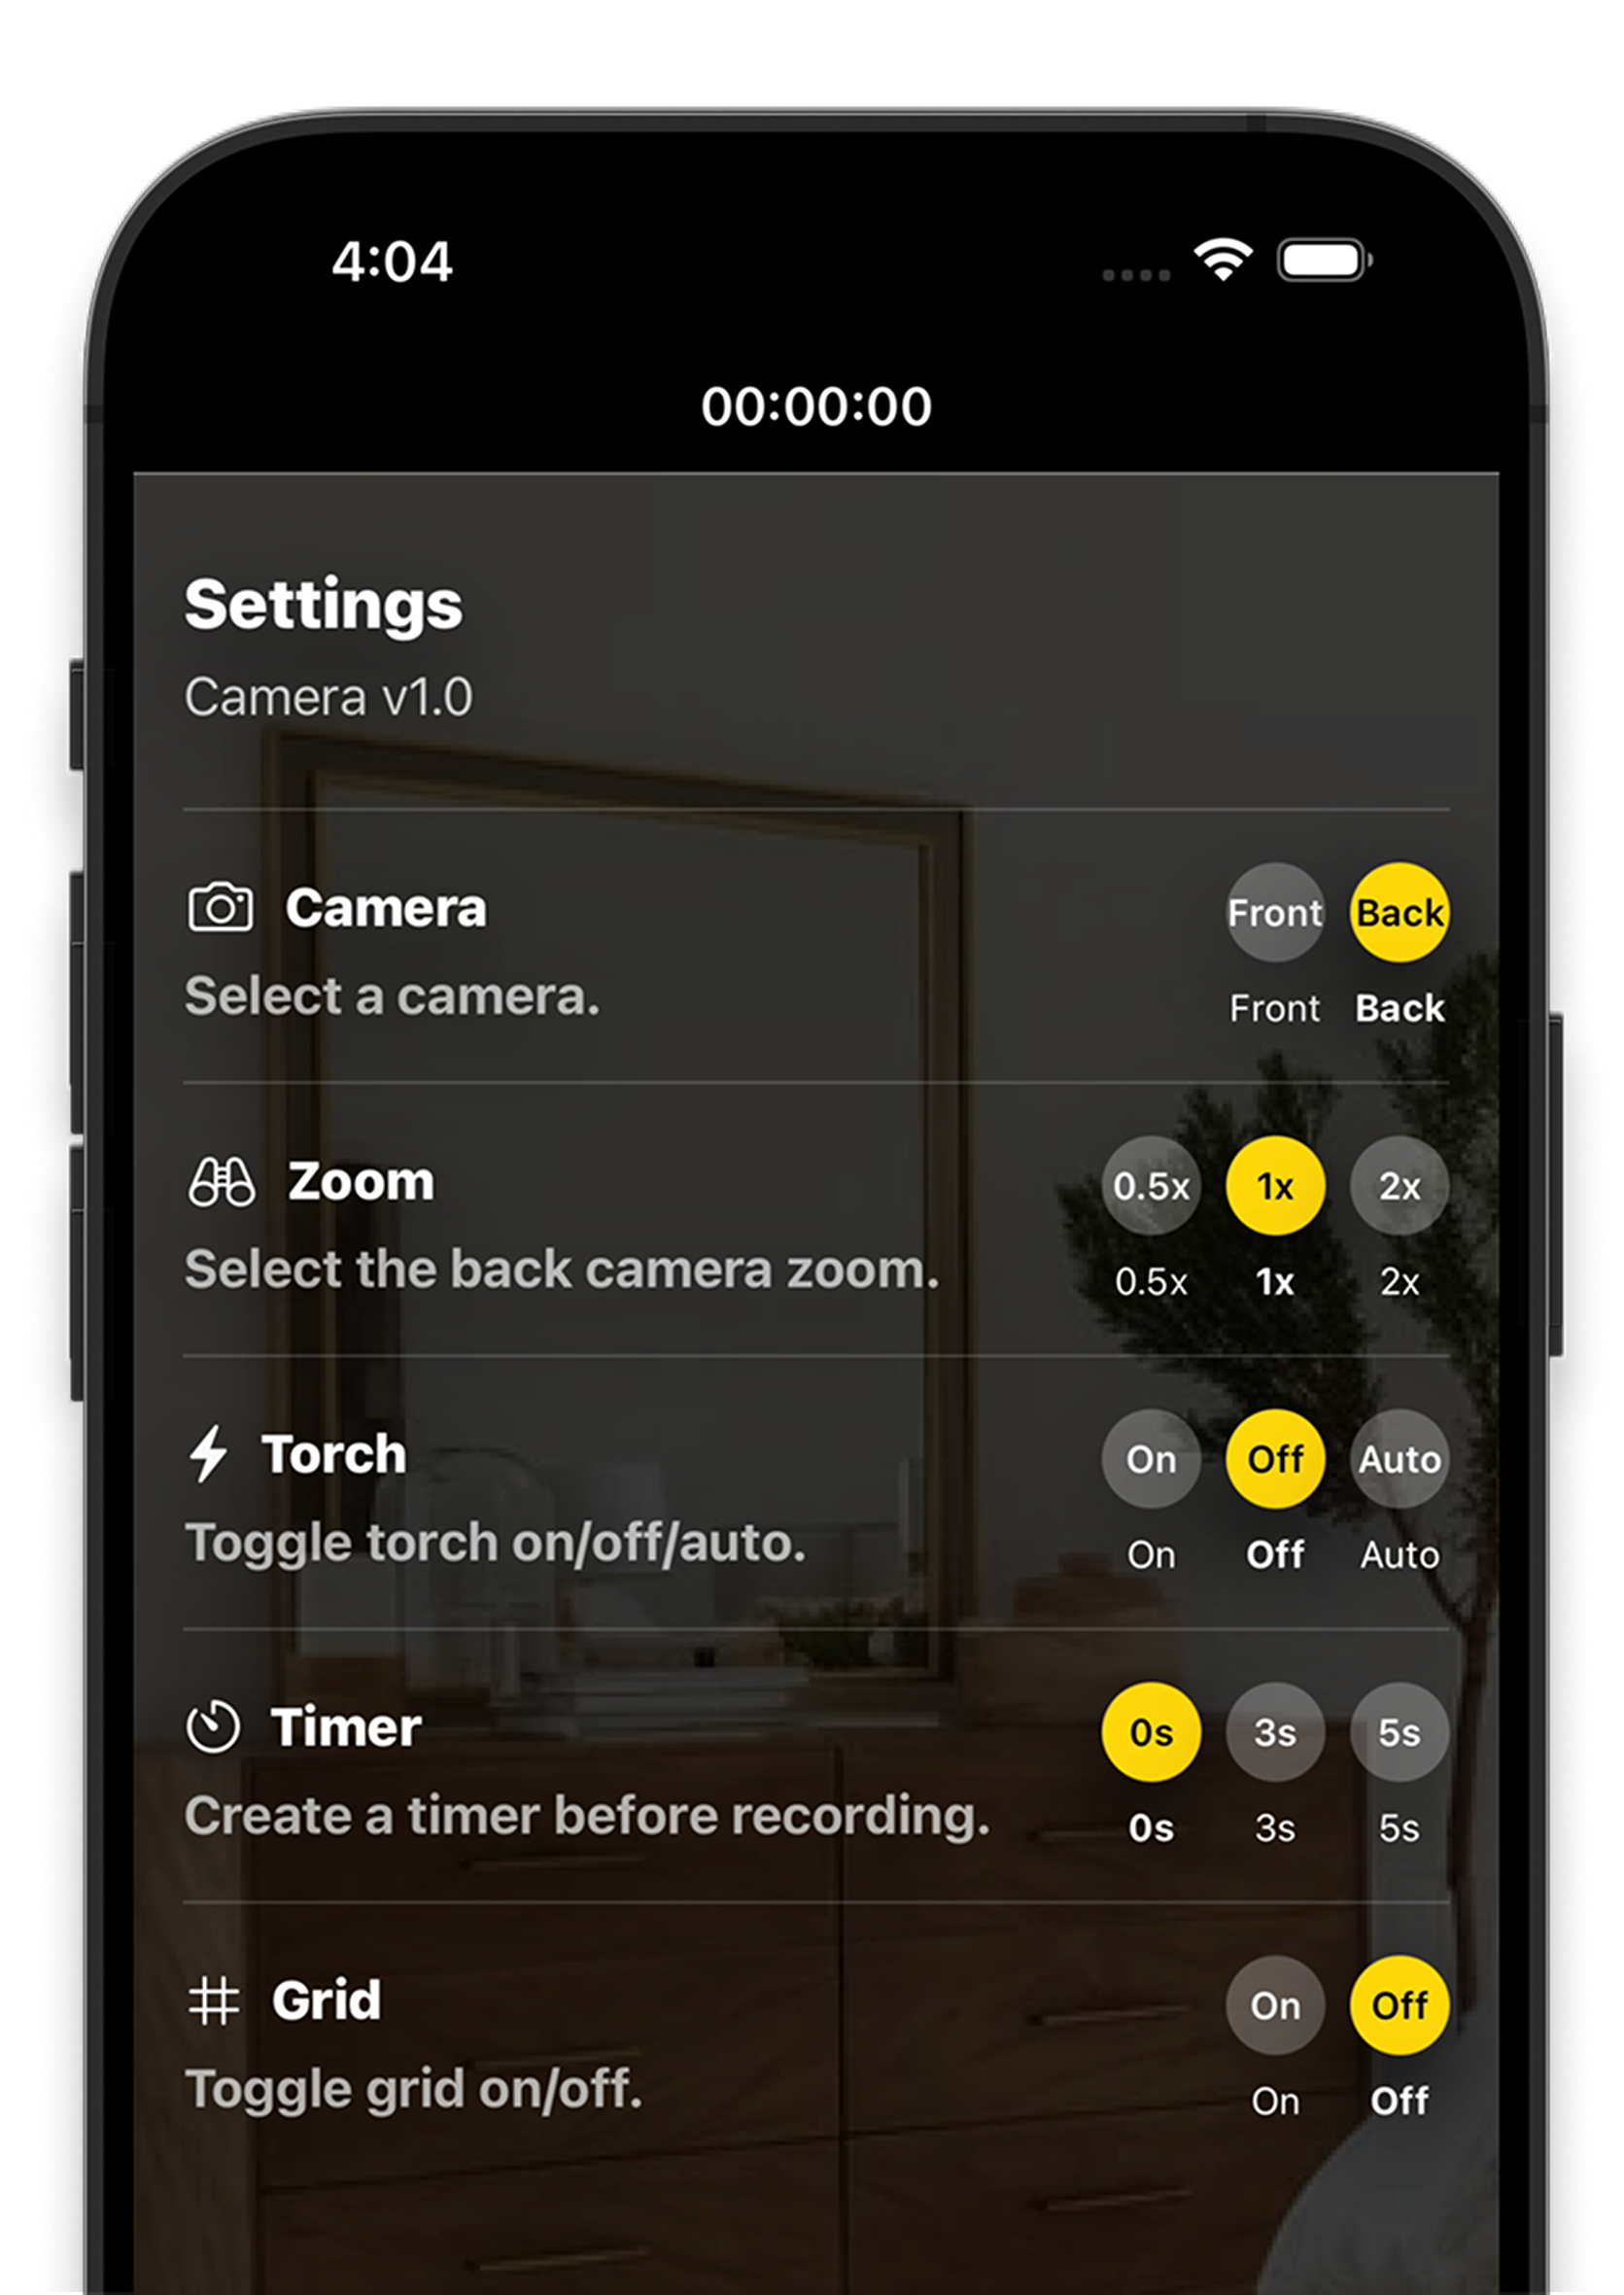 4:04
00:00:00
Settings
Camera v1.0
Camera
Select a camera.
Front Back
Front Back
Zoom
Select the back camera zoom.
0.5x 1x 2x
0.5x 1x 2x
Torch
Toggle torch on/off/auto.
On Off Auto
On Off Auto
Timer
Create a timer before recording.
0s 3s 5s
0s 3s 5s
Grid
Toggle grid on/off.
On Off
On Off